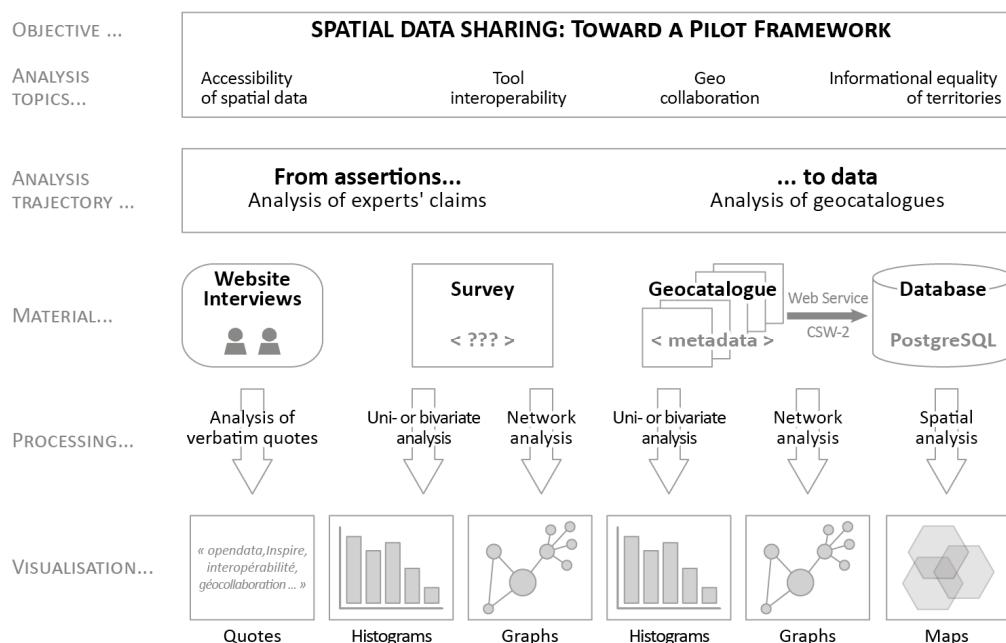 OBJECTIVE ...
SPATIAL DATA SHARING: TOWARD A PILOT FRAMEWORK
ANALYSIS
TOPICS...
Accessibility
of spatial data
Tool
interoperability
Geo
collaboration
Informational equality
of territories
ANALYSIS
TRAJECTORY ...
From assertions...
Analysis of experts' claims
... to data
Analysis of geocatalogues
MATERIAL...
Website
Interviews
Survey
< ??? >
Geocatalogue
< metadata >
Web Service
CSW-2
Database
PostgreSQL
PROCESSING...
Analysis of
verbatim quotes
Uni- or bivariate
analysis
Network
analysis
Uni- or bivariate
analysis
Network
analysis
Spatial
analysis
VISUALISATION...
« opendata,Inspire,
interopérabilité,
géocollaboration ... »
Quotes
Histograms
Graphs
Histograms
Graphs
Maps